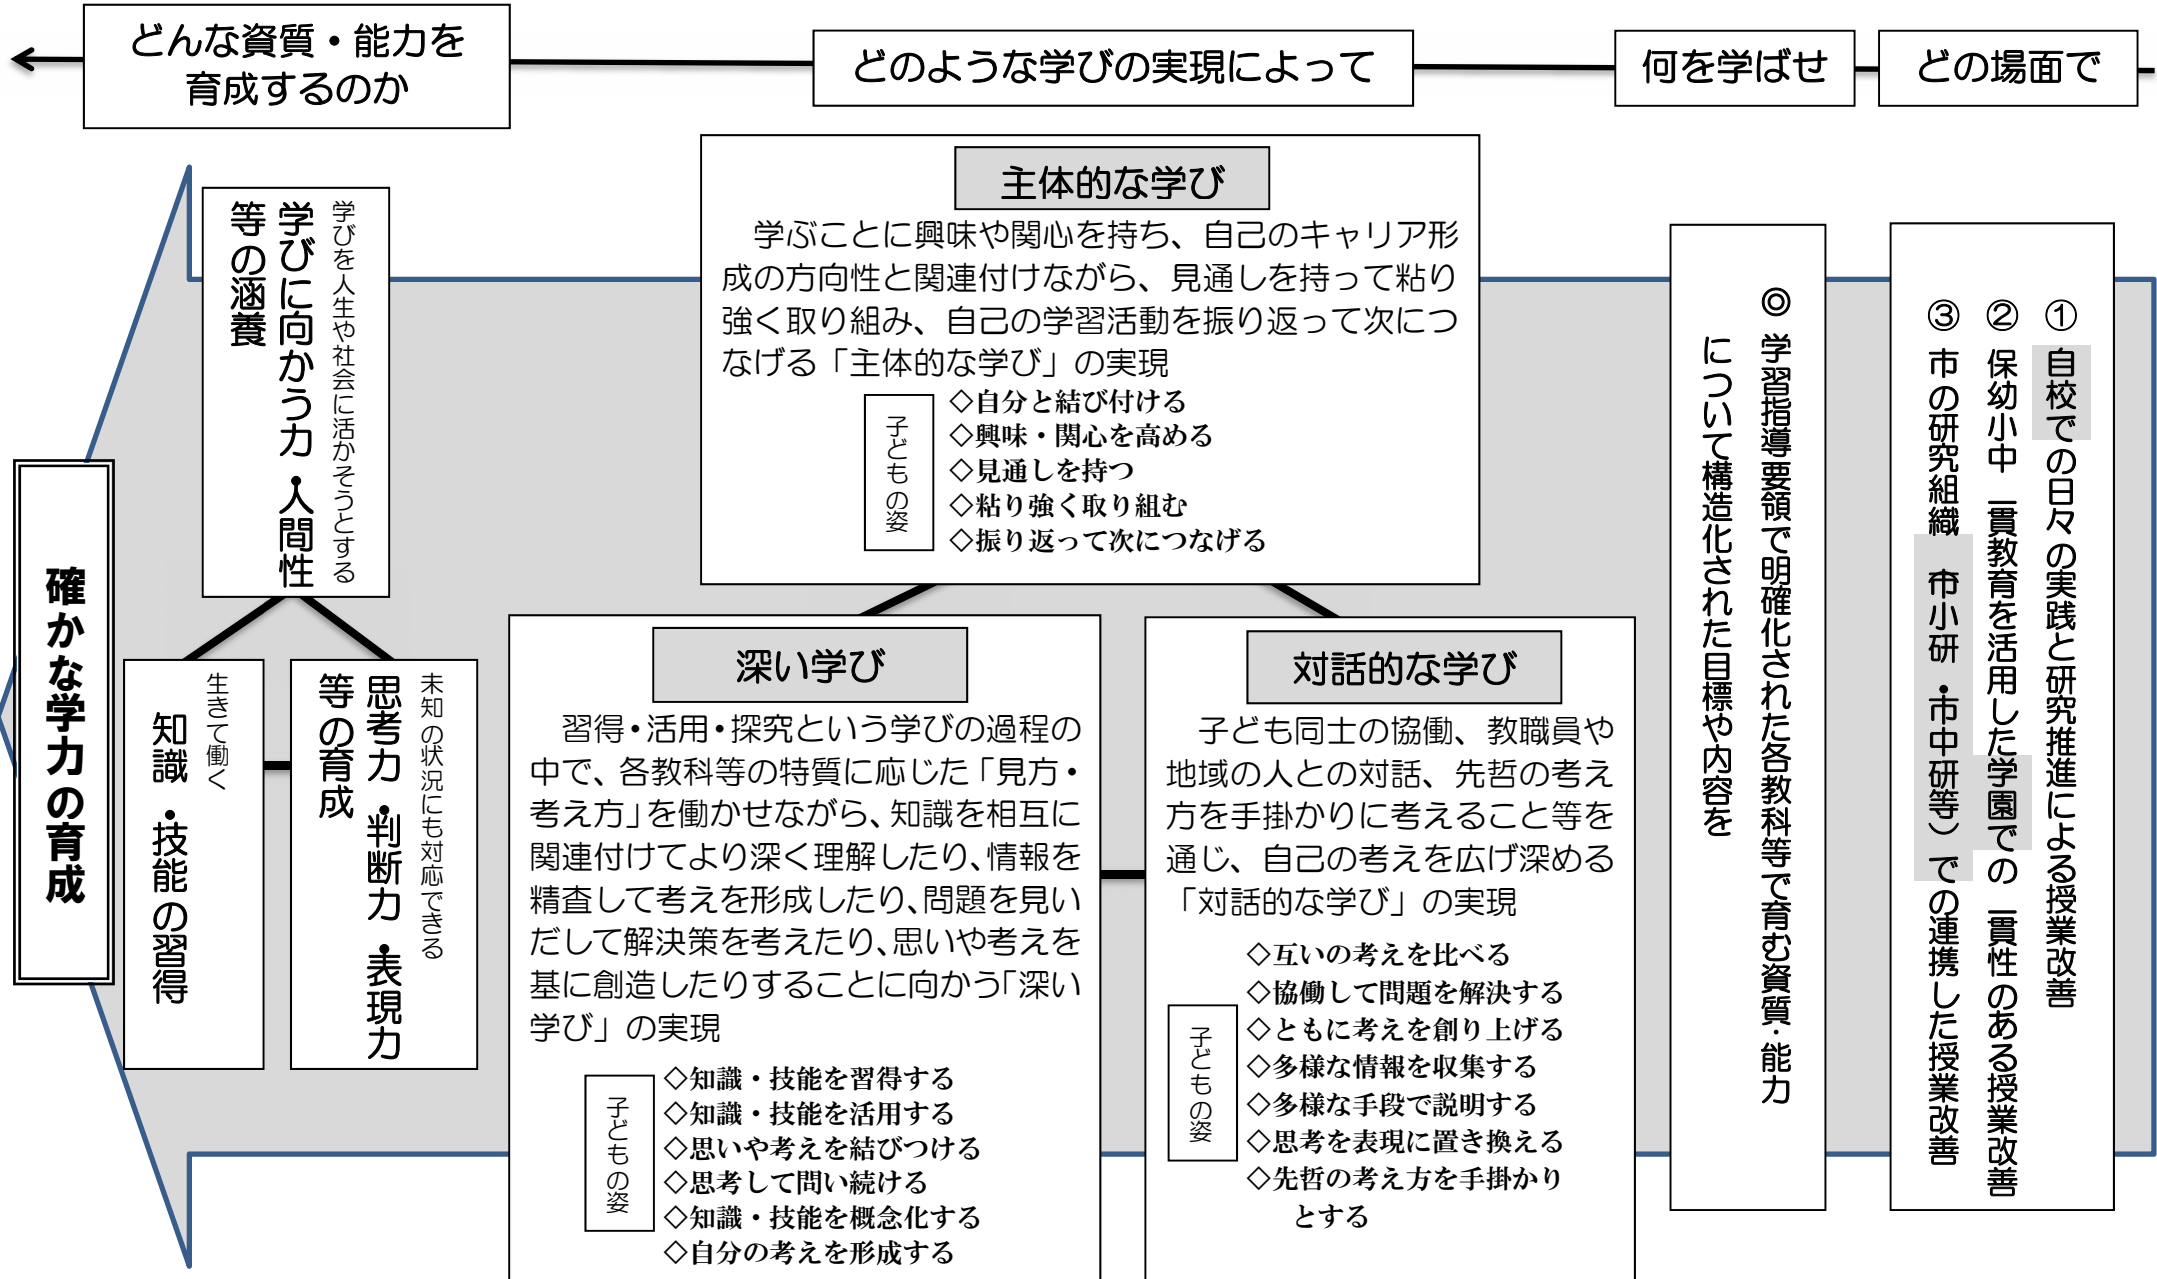 どんな資質・能力を
育成するのか
どのような学びの実現によって
何を学ばせ
どの場面で
① 自校での日々の実践と研究推進による授業改善
② 保幼小中一貫教育を活用した学園での一貫性のある授業改善
③ 市の研究組織 市小研・市中研等）での連携した授業改善
◎ 学習指導要領で明確化された各教科等で育む資質・能力
について構造化された目標や内容を
主体的な学び
学ぶことに興味や関心を持ち、自己のキャリア形
成の方向性と関連付けながら、見通しを持って粘り
強く取り組み、自己の学習活動を振り返って次につ
なげる「主体的な学び」の実現
子どもの姿
◇自分と結び付ける
◇興味・関心を高める
◇見通しを持つ
◇粘り強く取り組む
◇振り返って次につなげる
対話的な学び
子ども同士の協働、教職員や
地域の人との対話、先哲の考え
方を手掛かりに考えること等を
通じ、自己の考えを広げ深める
「対話的な学び」の実現
子どもの姿
◇互いの考えを比べる
◇協働して問題を解決する
◇ともに考えを創り上げる
◇多様な情報を収集する
◇多様な手段で説明する
◇思考を表現に置き換える
◇先哲の考え方を手掛かり
とする
深い学び
習得・活用・探究という学びの過程の
中で、各教科等の特質に応じた「見方・
考え方」を働かせながら、知識を相互に
関連付けてより深く理解したり、情報を
精査して考えを形成したり、問題を見い
だして解決策を考えたり、思いや考えを
基に創造したりすることに向かう「深い
学び」の実現
子どもの姿
◇知識・技能を習得する
◇知識・技能を活用する
◇思いや考えを結びつける
◇思考して問い続ける
◇知識・技能を概念化する
◇自分の考えを形成する
学びを人生や社会に活かそうとする
学びに向かう力・人間性
等の涵養
未知の状況にも対応できる
思考力・判断力・表現力
等の育成
生きて働く
知識・技能の習得
確かな学力の育成